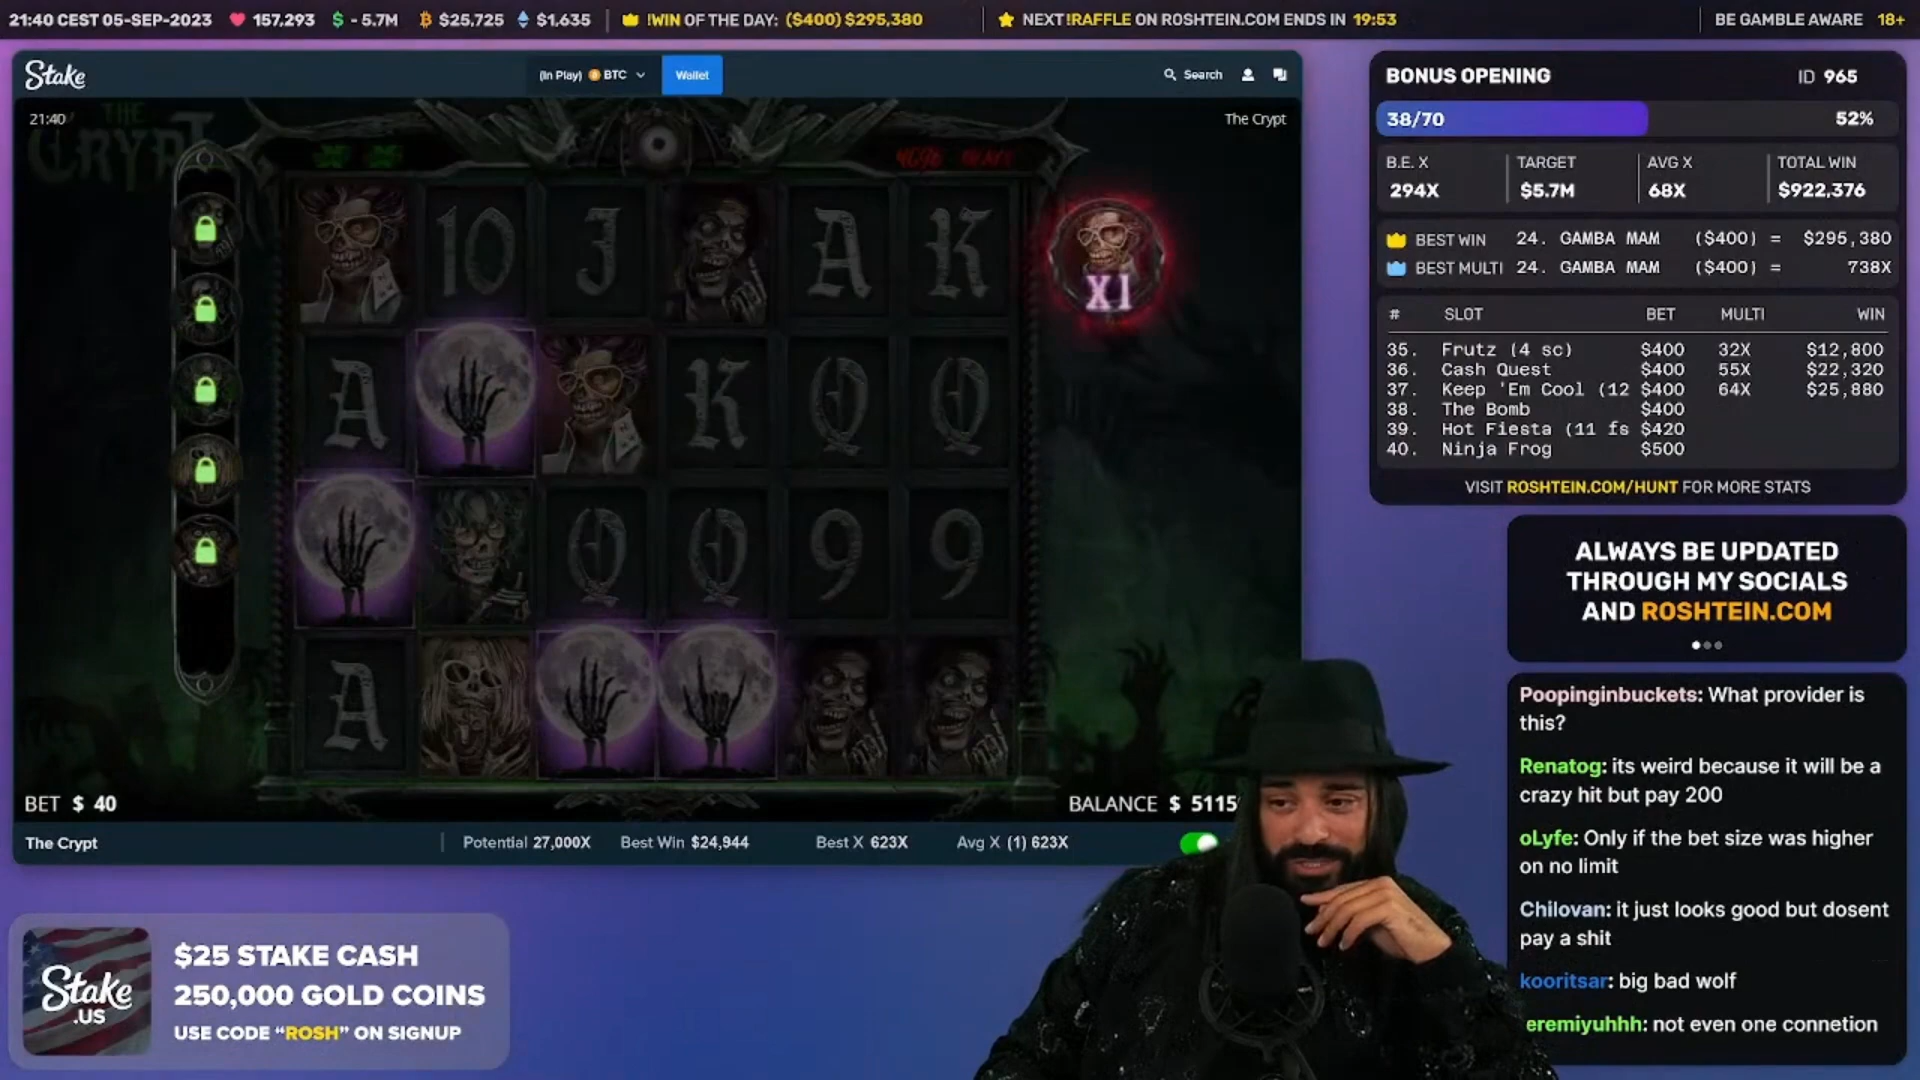 21:40 CEST 05-SEP-2023 157,293 $ - 5.7M $25,725 $1,635 !WIN OF THE DAY: ($400) $295,380 NEXT !RAFFLE ON ROSHTEIN.COM ENDS IN 19:53 BE GAMBLE AWARE 18+
Stake (In Play) BTC Wallet Search
21:40 The Crypt
THE
CRYPT
10 J A K
X1
A K Q Q
Q Q 9 9
A
BET $ 40 BALANCE $ 5115
The Crypt Potential 27,000X Best Win $24,944 Best X 623X Avg X (1) 623X
BONUS OPENING ID 965
38/70 52%
B.E. X TARGET AVG X TOTAL WIN
294X $5.7M 68X $922,376
BEST WIN 24. GAMBA MAM ($400) = $295,380
BEST MULTI 24. GAMBA MAM ($400) = 738X
# SLOT BET MULTI WIN
35. Frutz (4 sc) $400 32X $12,800
36. Cash Quest $400 55X $22,320
37. Keep 'Em Cool (12 $400 64X $25,880
38. The Bomb $400
39. Hot Fiesta (11 fs $420
40. Ninja Frog $500
VISIT ROSHTEIN.COM/HUNT FOR MORE STATS
ALWAYS BE UPDATED
THROUGH MY SOCIALS
AND ROSHTEIN.COM
Poopinginbuckets: What provider is
this?
Renatog: its weird because it will be a
crazy hit but pay 200
oLyfe: Only if the bet size was higher
on no limit
Chilovan: it just looks good but dosent
pay a shit
kooritsar: big bad wolf
eremiyuhhh: not even one connetion
Stake
.US
$25 STAKE CASH
250,000 GOLD COINS
USE CODE “ROSH” ON SIGNUP